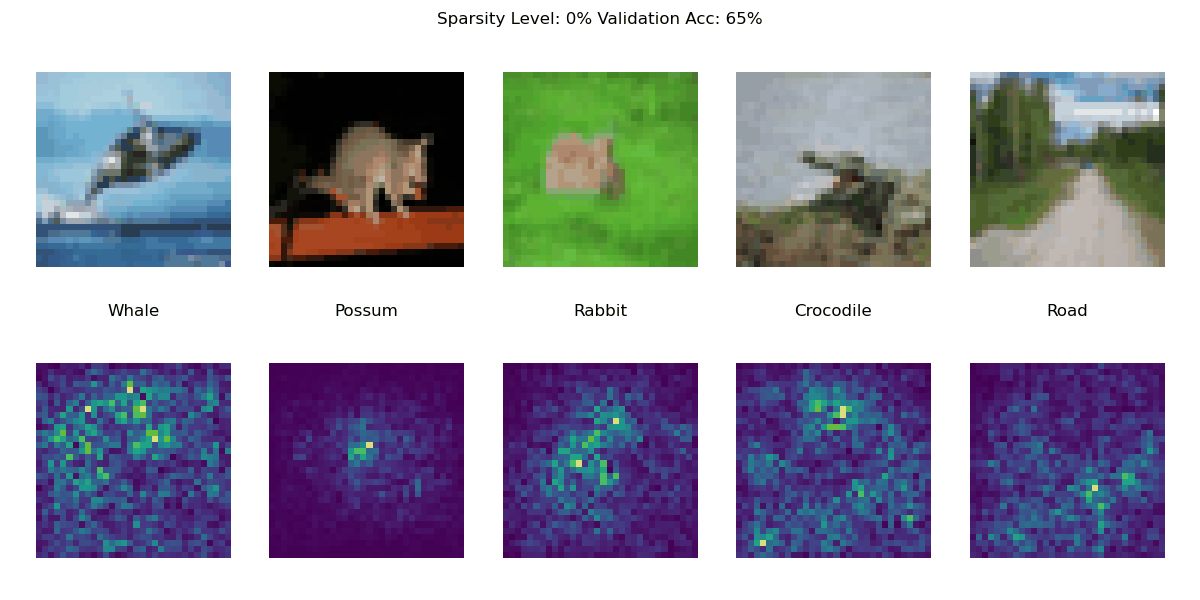 Sparsity Level: 0% Validation Acc: 65%
Whale
Possum
Rabbit
Crocodile
Road